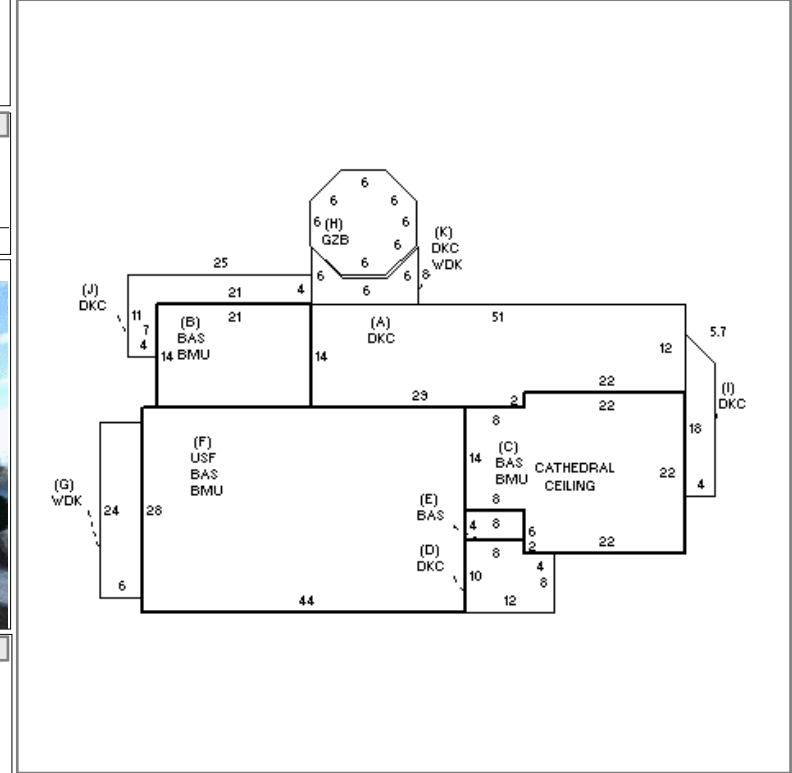 6
6
6
6
6
6
6
6
(H)
GZB
(K)
DKC
WDK
8
6
6
6
4
25
21
(J)
DKC
11
7
4
21
(B)
BAS
BMU
14
14
(A)
DKC
51
5.7
12
22
(I)
DKC
18
4
29
2
8
22
(C)
BAS
BMU
14
8
CATHEDRAL
CEILING
22
(F)
USF
BAS
BMU
(G)
WDK
24
28
6
44
(E)
BAS
4
8
6
2
22
(D)
DKC
8
10
12
4
8